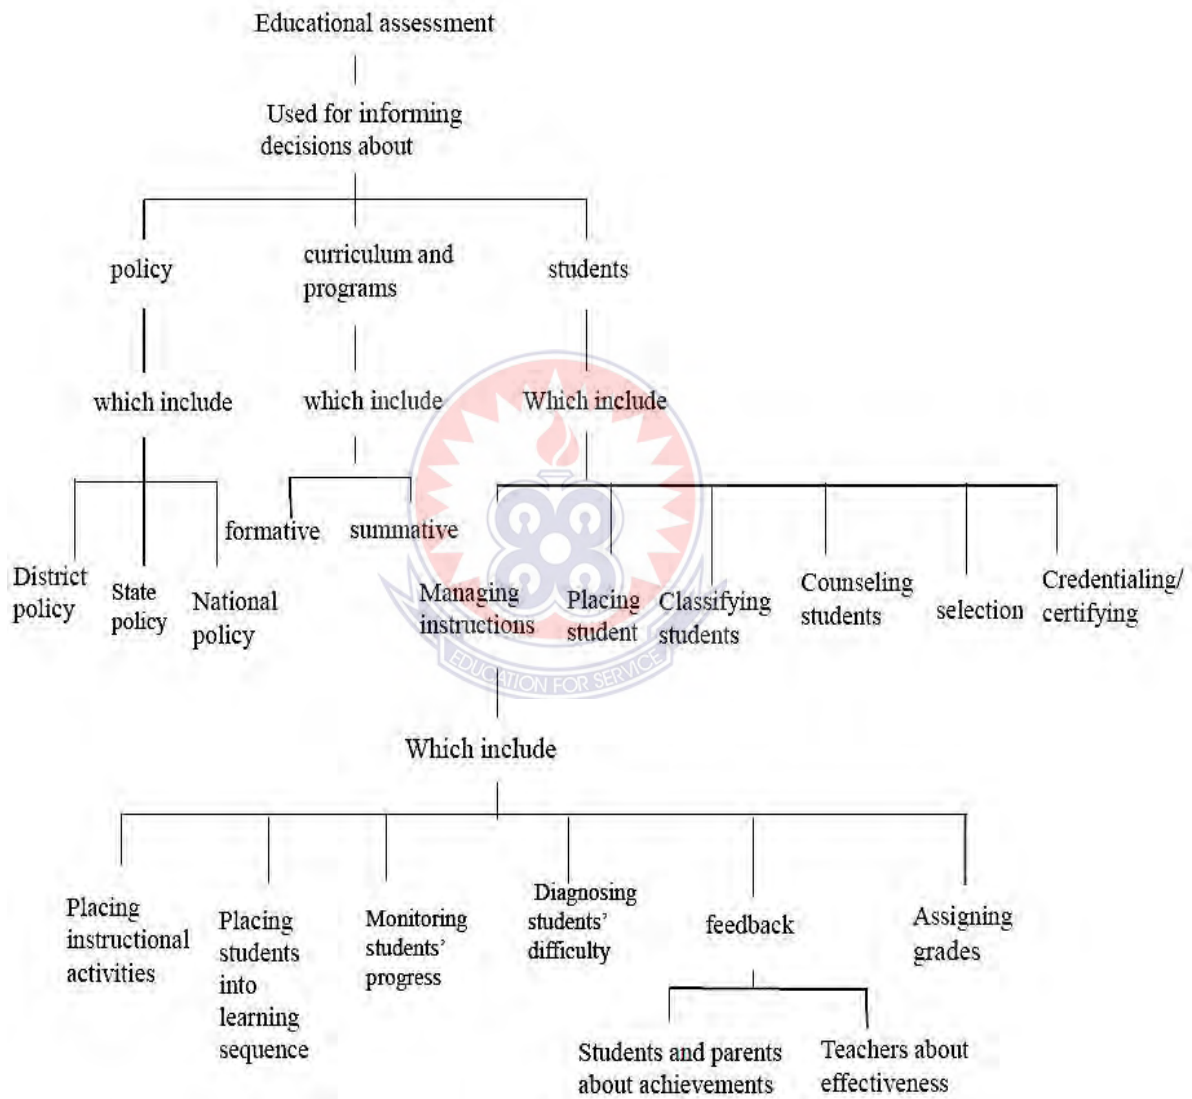 Educational assessment
Used for informing
decisions about
policy
curriculum and
programs
students
which include
which include
Which include
formative
summative
District
policy
State
policy
National
policy
Managing
instructions
Placing
student
Classifying
students
Counseling
students
selection
Credentialing/
certifying
EDUCATION FOR SERVICE
Which include
Placing
instructional
activities
Placing
students
into
learning
sequence
Monitoring
students’
progress
Diagnosing
students’
difficulty
feedback
Assigning
grades
Students and parents
about achievements
Teachers about
effectiveness